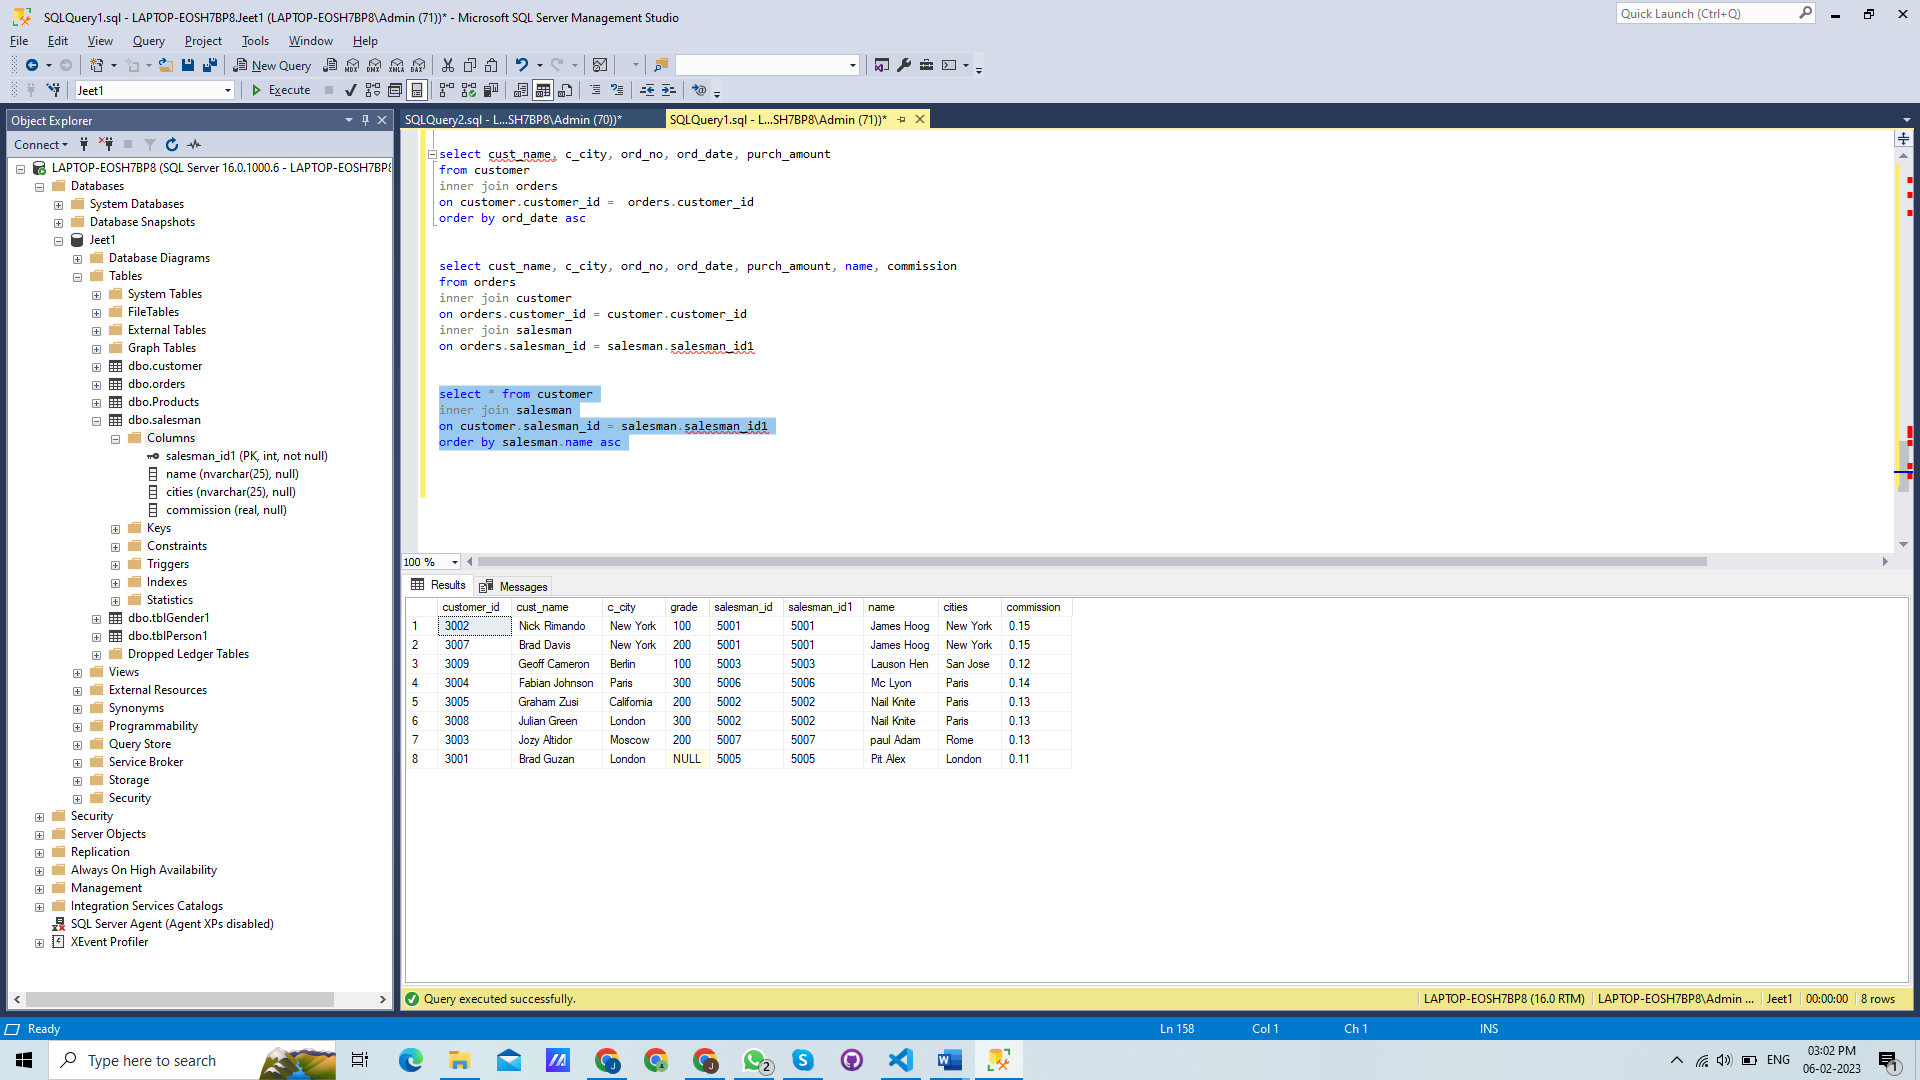 SQLQuery1.sql - LAPTOP-EOSH7BP8.Jeet1 (LAPTOP-EOSH7BP8\Admin (71))* - Microsoft SQL Server Management Studio
Quick Launch (Ctrl+Q)
File Edit View Query Project Tools Window Help
New Query
MDX DMX XMLA DAX
Jeet1
Execute
Object Explorer
Connect
LAPTOP-EOSH7BP8 (SQL Server 16.0.1000.6 - LAPTOP-EOSH7BP8
Databases
System Databases
Database Snapshots
Jeet1
Database Diagrams
Tables
System Tables
FileTables
External Tables
Graph Tables
dbo.customer
dbo.orders
dbo.Products
dbo.salesman
Columns
salesman_id1 (PK, int, not null)
name (nvarchar(25), null)
cities (nvarchar(25), null)
commission (real, null)
Keys
Constraints
Triggers
Indexes
Statistics
dbo.tblGender1
dbo.tblPerson1
Dropped Ledger Tables
Views
External Resources
Synonyms
Programmability
Query Store
Service Broker
Storage
Security
Security
Server Objects
Replication
Always On High Availability
Management
Integration Services Catalogs
SQL Server Agent (Agent XPs disabled)
XEvent Profiler
SQLQuery2.sql - L...SH7BP8\Admin (70))*
SQLQuery1.sql - L...SH7BP8\Admin (71))*
select cust_name, c_city, ord_no, ord_date, purch_amount
from customer
inner join orders
on customer.customer_id =  orders.customer_id
order by ord_date asc
select cust_name, c_city, ord_no, ord_date, purch_amount, name, commission
from orders
inner join customer
on orders.customer_id = customer.customer_id
inner join salesman
on orders.salesman_id = salesman.salesman_id1
select * from customer
inner join salesman
on customer.salesman_id = salesman.salesman_id1
order by salesman.name asc
100 %
Results Messages
customer_id cust_name c_city grade salesman_id salesman_id1 name cities commission
1 3002 Nick Rimando New York 100 5001 5001 James Hoog New York 0.15
2 3007 Brad Davis New York 200 5001 5001 James Hoog New York 0.15
3 3009 Geoff Cameron Berlin 100 5003 5003 Lauson Hen San Jose 0.12
4 3004 Fabian Johnson Paris 300 5006 5006 Mc Lyon Paris 0.14
5 3005 Graham Zusi California 200 5002 5002 Nail Knite Paris 0.13
6 3008 Julian Green London 300 5002 5002 Nail Knite Paris 0.13
7 3003 Jozy Altidor Moscow 200 5007 5007 paul Adam Rome 0.13
8 3001 Brad Guzan London NULL 5005 5005 Pit Alex London 0.11
Query executed successfully.
LAPTOP-EOSH7BP8 (16.0 RTM) LAPTOP-EOSH7BP8\Admin ... Jeet1 00:00:00 8 rows
Ready
Ln 158 Col 1 Ch 1 INS
Type here to search
2
ENG
03:02 PM
06-02-2023
1